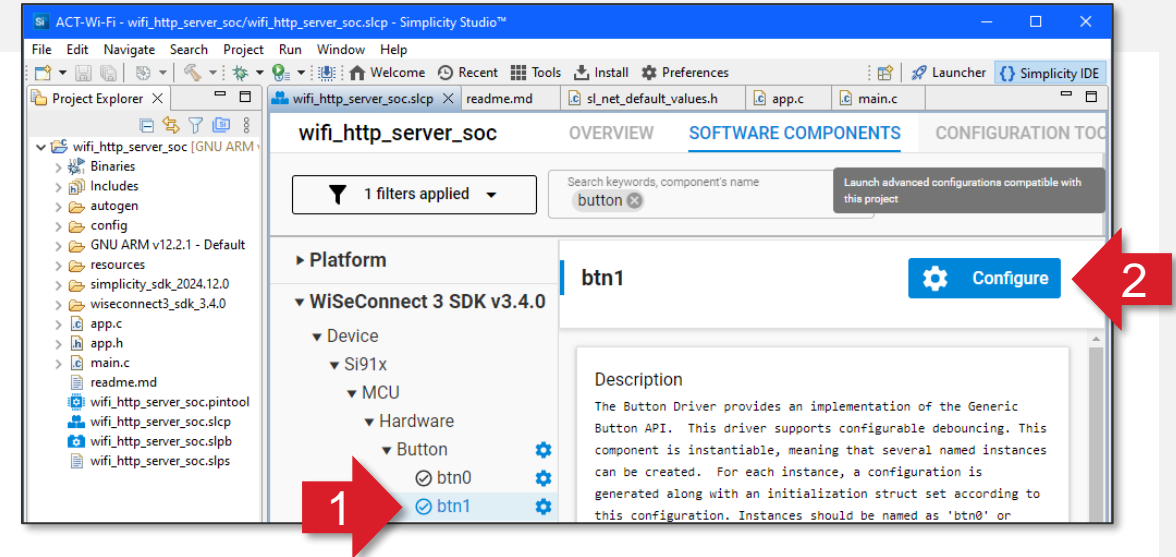 Si ACT-Wi-Fi - wifi_http_server_soc/wifi_http_server_soc.slcp - Simplicity Studio™
File Edit Navigate Search Project Run Window Help
Welcome Recent Tools Install Preferences Launcher {} Simplicity IDE
Project Explorer
wifi_http_server_soc.slcp readme.md sl_net_default_values.h app.c main.c
wifi_http_server_soc [GNU ARM
Binaries
Includes
autogen
config
GNU ARM v12.2.1 - Default
resources
simplicity_sdk_2024.12.0
wiseconnect3_sdk_3.4.0
app.c
app.h
main.c
readme.md
wifi_http_server_soc.pintool
wifi_http_server_soc.slcp
wifi_http_server_soc.slpb
wifi_http_server_soc.slps
wifi_http_server_soc OVERVIEW SOFTWARE COMPONENTS CONFIGURATION TOO
1 filters applied
Search keywords, component's name
button
Launch advanced configurations compatible with
this project
Platform
WiSeConnect 3 SDK v3.4.0
Device
Si91x
MCU
Hardware
Button
btn0
1 btn1
btn1
Configure 2
Description
The Button Driver provides an implementation of the Generic
Button API. This driver supports configurable debouncing. This
component is instantiable, meaning that several named instances
can be created. For each instance, a configuration is
generated along with an initialization struct set according to
this configuration. Instances should be named as 'btn0' or